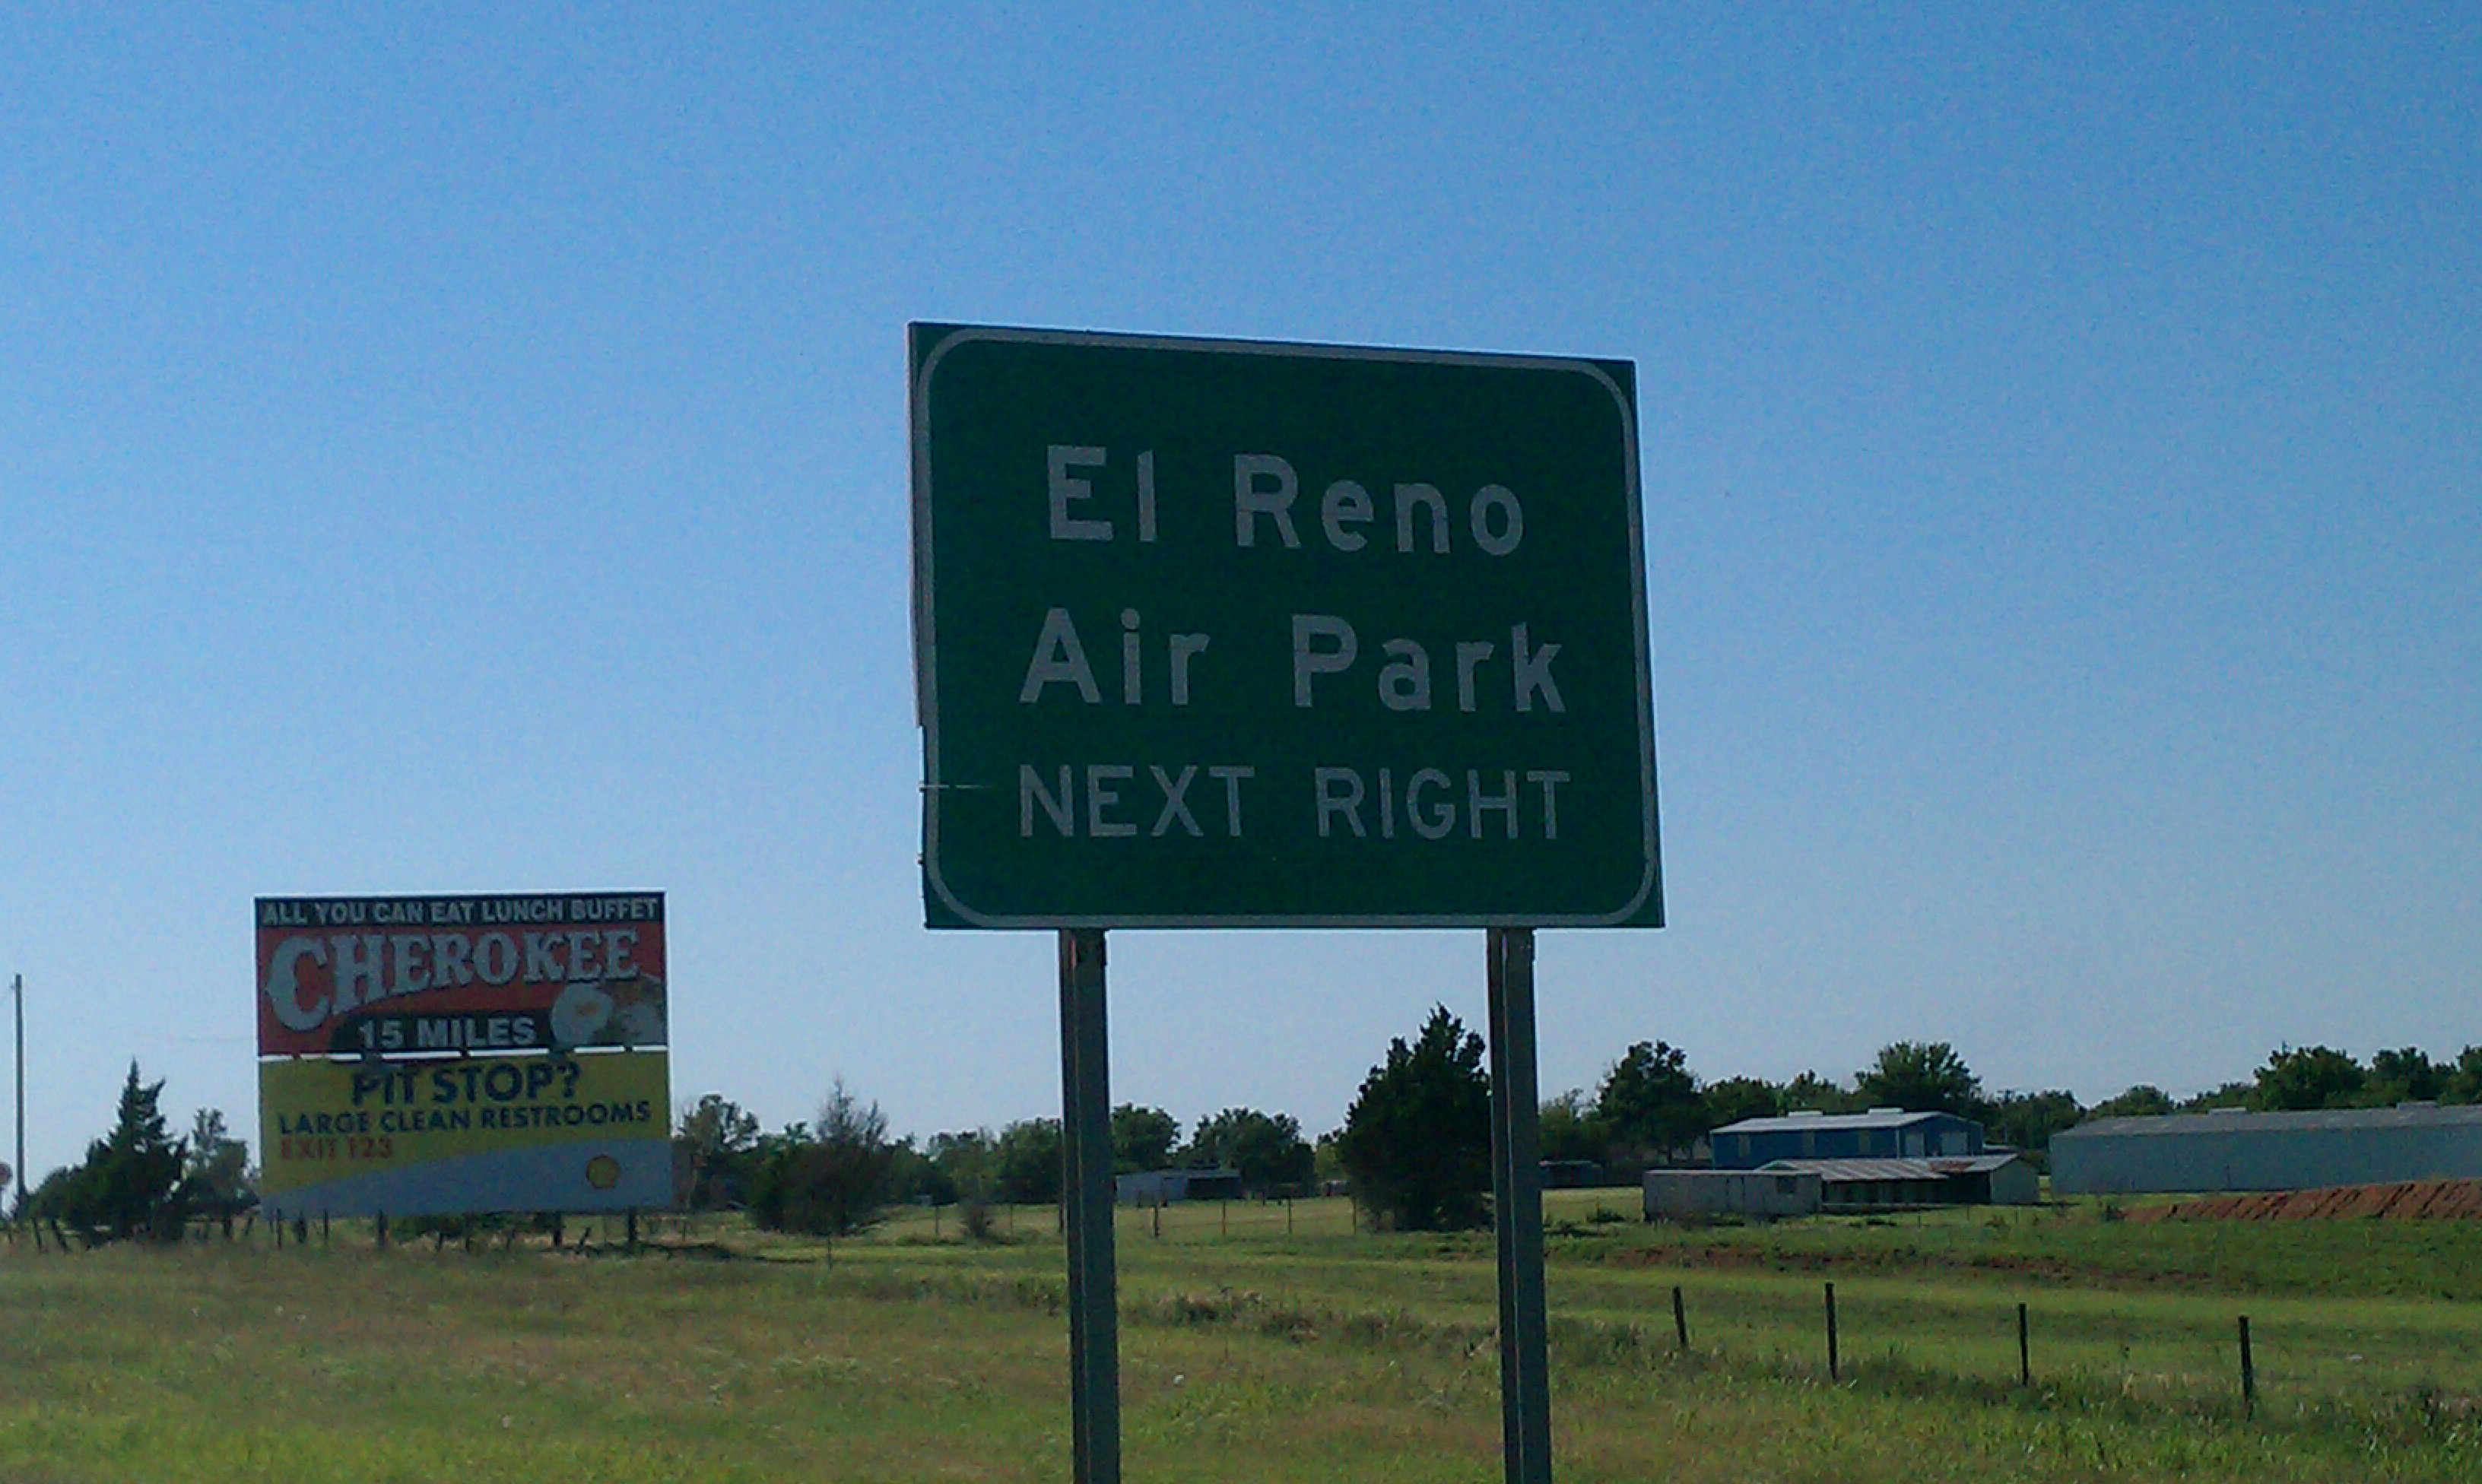 El Reno
Air Park
NEXT RIGHT
ALL YOU CAN EAT LUNCH BUFFET
CHEROKEE
15 MILES
PIT STOP?
LARGE CLEAN RESTROOMS
EXIT 123